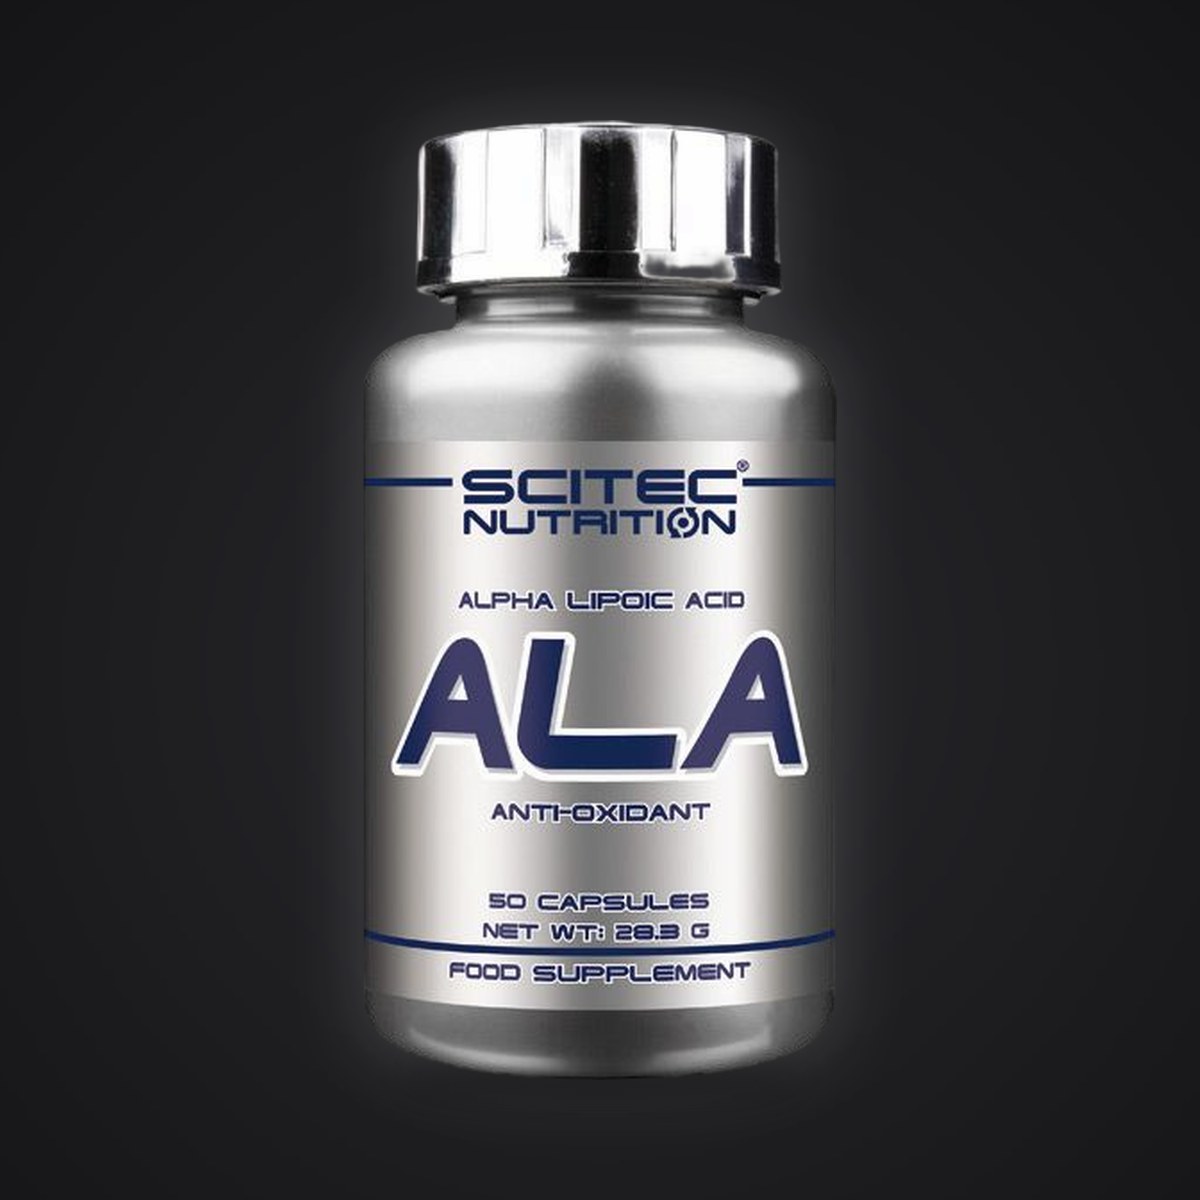 SCITEC®
NUTRITION
ALPHA LIPOIC ACID
ALA
ANTI-OXIDANT
50 CAPSULES
NET WT: 28.3 G
FOOD SUPPLEMENT